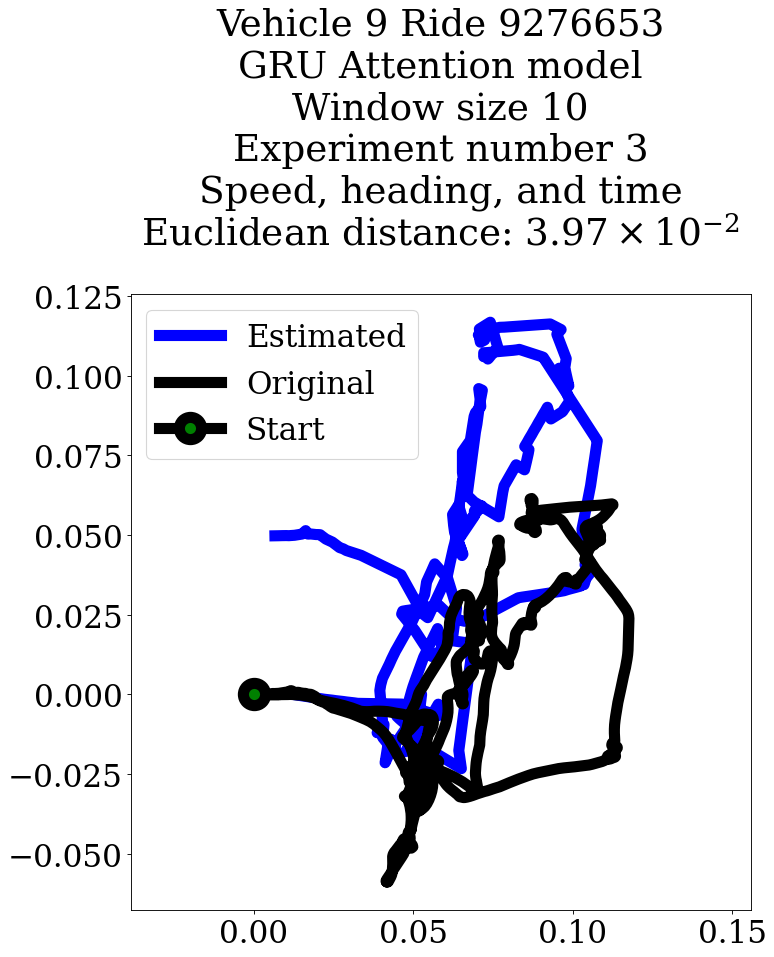 Vehicle 9 Ride 9276653
GRU Attention model
Window size 10
Experiment number 3
Speed, heading, and time
Euclidean distance: 3.97 × 10⁻²
0.125
0.100
0.075
0.050
0.025
0.000
−0.025
−0.050
Estimated
Original
Start
0.00
0.05
0.10
0.15